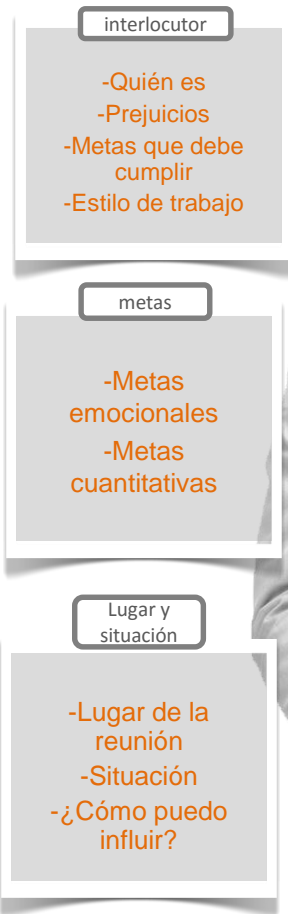 interlocutor
-Quién es
-Prejuicios
-Metas que debe
cumplir
-Estilo de trabajo
metas
-Metas
emocionales
-Metas
cuantitativas
Lugar y
situación
-Lugar de la
reunión
-Situación
-¿Cómo puedo
influir?